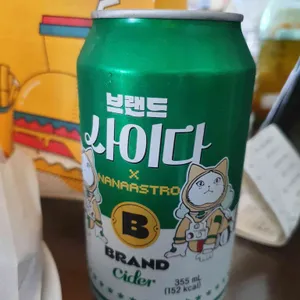 브랜드
사이다
×
NANAASTRO
B
BRAND
Cider
355 mL
(152 kcal)